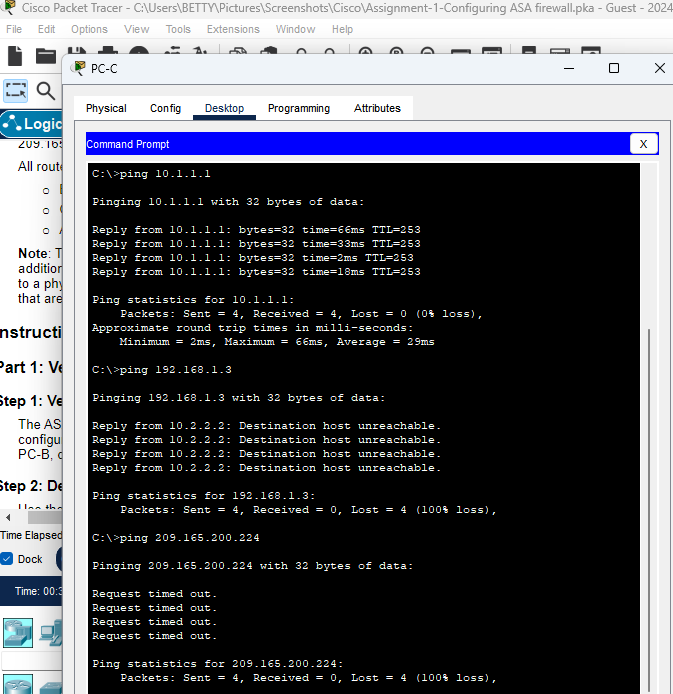 Cisco Packet Tracer - C:\Users\BETTY\Pictures\Screenshots\Cisco\Assignment-1-Configuring ASA firewall.pka - Guest - 2024
File Edit Options View Tools Extensions Window Help
PC-C
Physical Config Desktop Programming Attributes
Logic
Command Prompt
X
209.165
All route
Note: T
addition
to a phy
that are
nstructi
Part 1: Ve
Step 1: Ve
The AS
configu
PC-B, c
Step 2: De
Time Elapsed
Dock
Time: 00:3
C:\>ping 10.1.1.1
Pinging 10.1.1.1 with 32 bytes of data:
Reply from 10.1.1.1: bytes=32 time=66ms TTL=253
Reply from 10.1.1.1: bytes=32 time=33ms TTL=253
Reply from 10.1.1.1: bytes=32 time=2ms TTL=253
Reply from 10.1.1.1: bytes=32 time=18ms TTL=253
Ping statistics for 10.1.1.1:
Packets: Sent = 4, Received = 4, Lost = 0 (0% loss),
Approximate round trip times in milli-seconds:
Minimum = 2ms, Maximum = 66ms, Average = 29ms
C:\>ping 192.168.1.3
Pinging 192.168.1.3 with 32 bytes of data:
Reply from 10.2.2.2: Destination host unreachable.
Reply from 10.2.2.2: Destination host unreachable.
Reply from 10.2.2.2: Destination host unreachable.
Reply from 10.2.2.2: Destination host unreachable.
Ping statistics for 192.168.1.3:
Packets: Sent = 4, Received = 0, Lost = 4 (100% loss),
C:\>ping 209.165.200.224
Pinging 209.165.200.224 with 32 bytes of data:
Request timed out.
Request timed out.
Request timed out.
Request timed out.
Ping statistics for 209.165.200.224:
Packets: Sent = 4, Received = 0, Lost = 4 (100% loss),